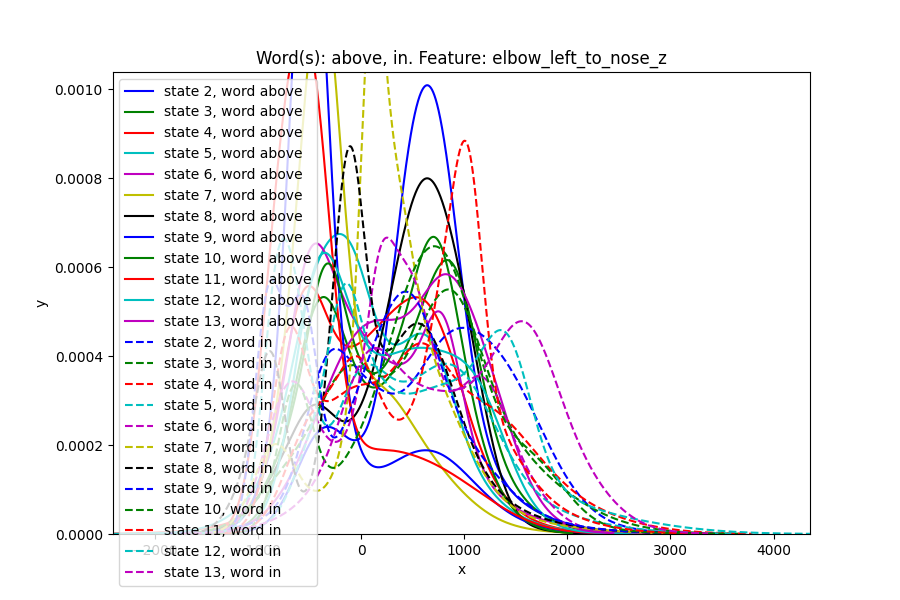 Word(s): above, in. Feature: elbow_left_to_nose_z
y
0.0010
0.0008
0.0006
0.0004
0.0002
0.0000
state 2, word above
state 3, word above
state 4, word above
state 5, word above
state 6, word above
state 7, word above
state 8, word above
state 9, word above
state 10, word above
state 11, word above
state 12, word above
state 13, word above
state 2, word in
state 3, word in
state 4, word in
state 5, word in
state 6, word in
state 7, word in
state 8, word in
state 9, word in
state 10, word in
state 11, word in
state 12, word in
state 13, word in
−2000 −1000 0 1000 2000 3000 4000
x